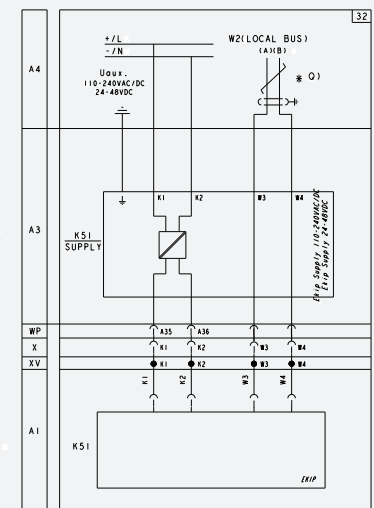 32
+/L
-/N
W2(LOCAL BUS)
(A)(B)
Uaux.
110-240VAC/DC
24-48VDC
* Q)
A4
K1 K2 W3 W4
A3
K51
SUPPLY
Ekip Supply 110-240VAC/DC
Ekip Supply 24-48VDC
WP A35 A36
X K1 K2 W3 W4
XV K1 K2 W3 W4
K1 K2 W3 W4
A1
K51
EKIP